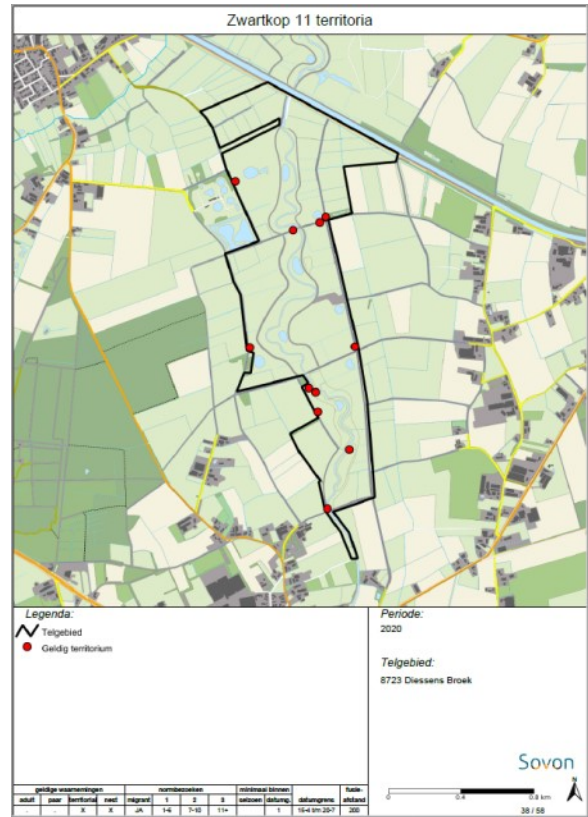 Zwartkop 11 territoria
Legenda:
Telgebied
Geldig territorium
Periode:
2020
Telgebied:
8723 Diessens Broek
Sovon
geldige waarnemingen normbezoeken minimaal binnen fusie-
adult paar territoriaal nest migrant 1 2 3 seizoen datumg. datumgrens afstand
. . X X JA 1-6 7-10 11+ 1 15-4 t/m 20-7 200
0 0.4 0.8 km
38 / 58